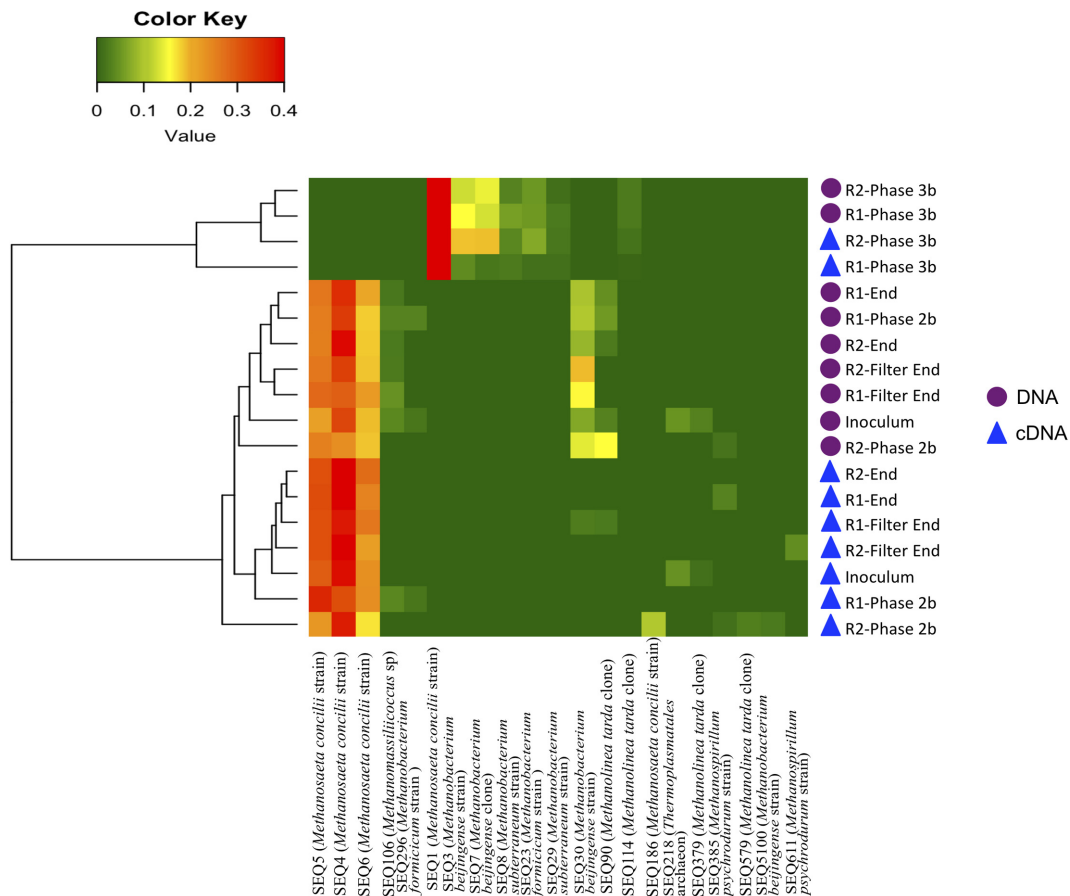 Color Key
0 0.1 0.2 0.3 0.4
Value
R2-Phase 3b
R1-Phase 3b
R2-Phase 3b
R1-Phase 3b
R1-End
R1-Phase 2b
R2-End
R2-Filter End
R1-Filter End
Inoculum
R2-Phase 2b
R2-End
R1-End
R1-Filter End
R2-Filter End
Inoculum
R1-Phase 2b
R2-Phase 2b
DNA
cDNA
SEQ5 (Methanosaeta concilii strain)
SEQ4 (Methanosaeta concilii strain)
SEQ6 (Methanosaeta concilii strain)
SEQ106 (Methanomassiliicoccus sp)
SEQ296 (Methanobacterium
formicicum strain )
SEQ1 (Methanosaeta concilii strain)
SEQ3 (Methanobacterium
beijingense strain)
SEQ7 (Methanobacterium
beijingense clone)
SEQ8 (Methanobacterium
subterraneum strain)
SEQ23 (Methanobacterium
formicicum strain )
SEQ29 (Methanobacterium
subterraneum strain)
SEQ30 (Methanobacterium
beijingense strain)
SEQ90 (Methanolinea tarda clone)
SEQ114 (Methanolinea tarda clone)
SEQ1186 (Methanosaeta concilii strain)
SEQ218 (Thermoplasmatales
archaeon)
SEQ379 (Methanolinea tarda clone)
SEQ385 (Methanospirillum
psychrodurum strain)
SEQ579 (Methanolinea tarda clone)
SEQ5100 (Methanobacterium
beijingense strain)
SEQ611 (Methanospirillum
psychrodurum strain)